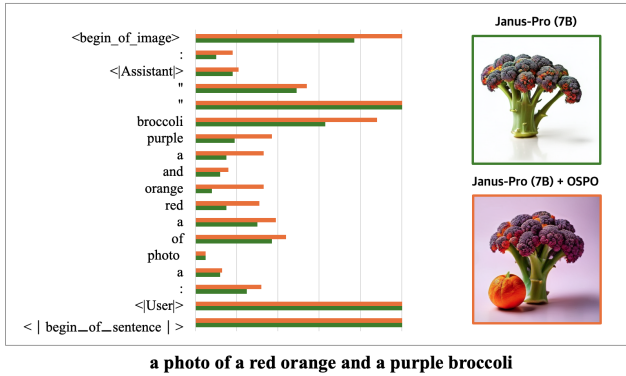 <begin_of_image>
:
<|Assistant|>
"
"
broccoli
purple
a
and
orange
red
a
of
photo
a
:
<|User|>
< | begin_of_sentence | >
Janus-Pro (7B)
Janus-Pro (7B) + OSPO
a photo of a red orange and a purple broccoli